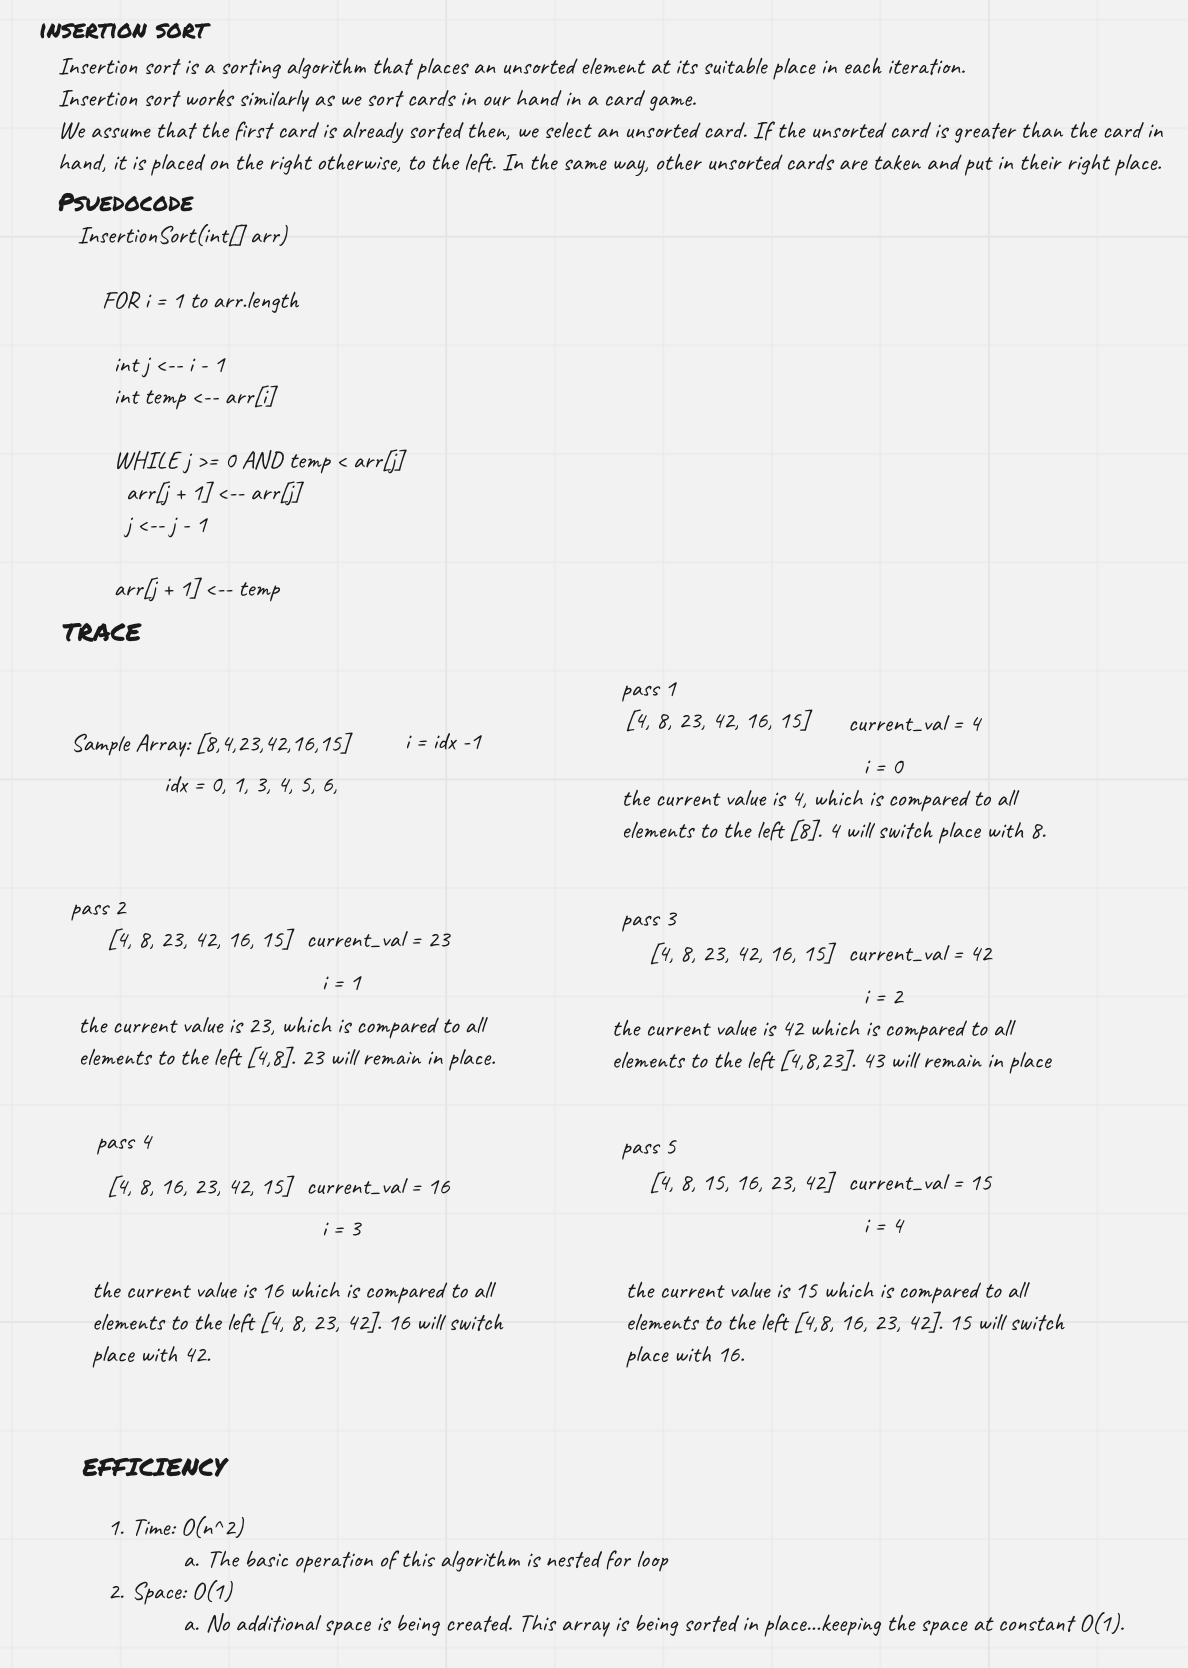 INSERTION SORT
Insertion sort is a sorting algorithm that places an unsorted element at its suitable place in each iteration.
Insertion sort works similarly as we sort cards in our hand in a card game.
We assume that the first card is already sorted then, we select an unsorted card. If the unsorted card is greater than the card in
hand, it is placed on the right otherwise, to the left. In the same way, other unsorted cards are taken and put in their right place.
PSUEDOCODE
InsertionSort(int[] arr)
FOR i = 1 to arr.length
int j <-- i - 1
int temp <-- arr[i]
WHILE j >= 0 AND temp < arr[j]
arr[j + 1] <-- arr[j]
j <-- j - 1
arr[j + 1] <-- temp
TRACE
Sample Array: [8,4,23,42,16,15] i = idx -1
idx = 0, 1, 3, 4, 5, 6,
pass 1
[4, 8, 23, 42, 16, 15] current_val = 4
i = 0
the current value is 4, which is compared to all
elements to the left [8]. 4 will switch place with 8.
pass 2
[4, 8, 23, 42, 16, 15] current_val = 23
i = 1
the current value is 23, which is compared to all
elements to the left [4,8]. 23 will remain in place.
pass 3
[4, 8, 23, 42, 16, 15] current_val = 42
i = 2
the current value is 42 which is compared to all
elements to the left [4,8,23]. 43 will remain in place
pass 4
[4, 8, 16, 23, 42, 15] current_val = 16
i = 3
the current value is 16 which is compared to all
elements to the left [4, 8, 23, 42]. 16 will switch
place with 42.
pass 5
[4, 8, 15, 16, 23, 42] current_val = 15
i = 4
the current value is 15 which is compared to all
elements to the left [4,8, 16, 23, 42]. 15 will switch
place with 16.
EFFICIENCY
1. Time: O(n^2)
a. The basic operation of this algorithm is nested for loop
2. Space: O(1)
a. No additional space is being created. This array is being sorted in place...keeping the space at constant O(1).